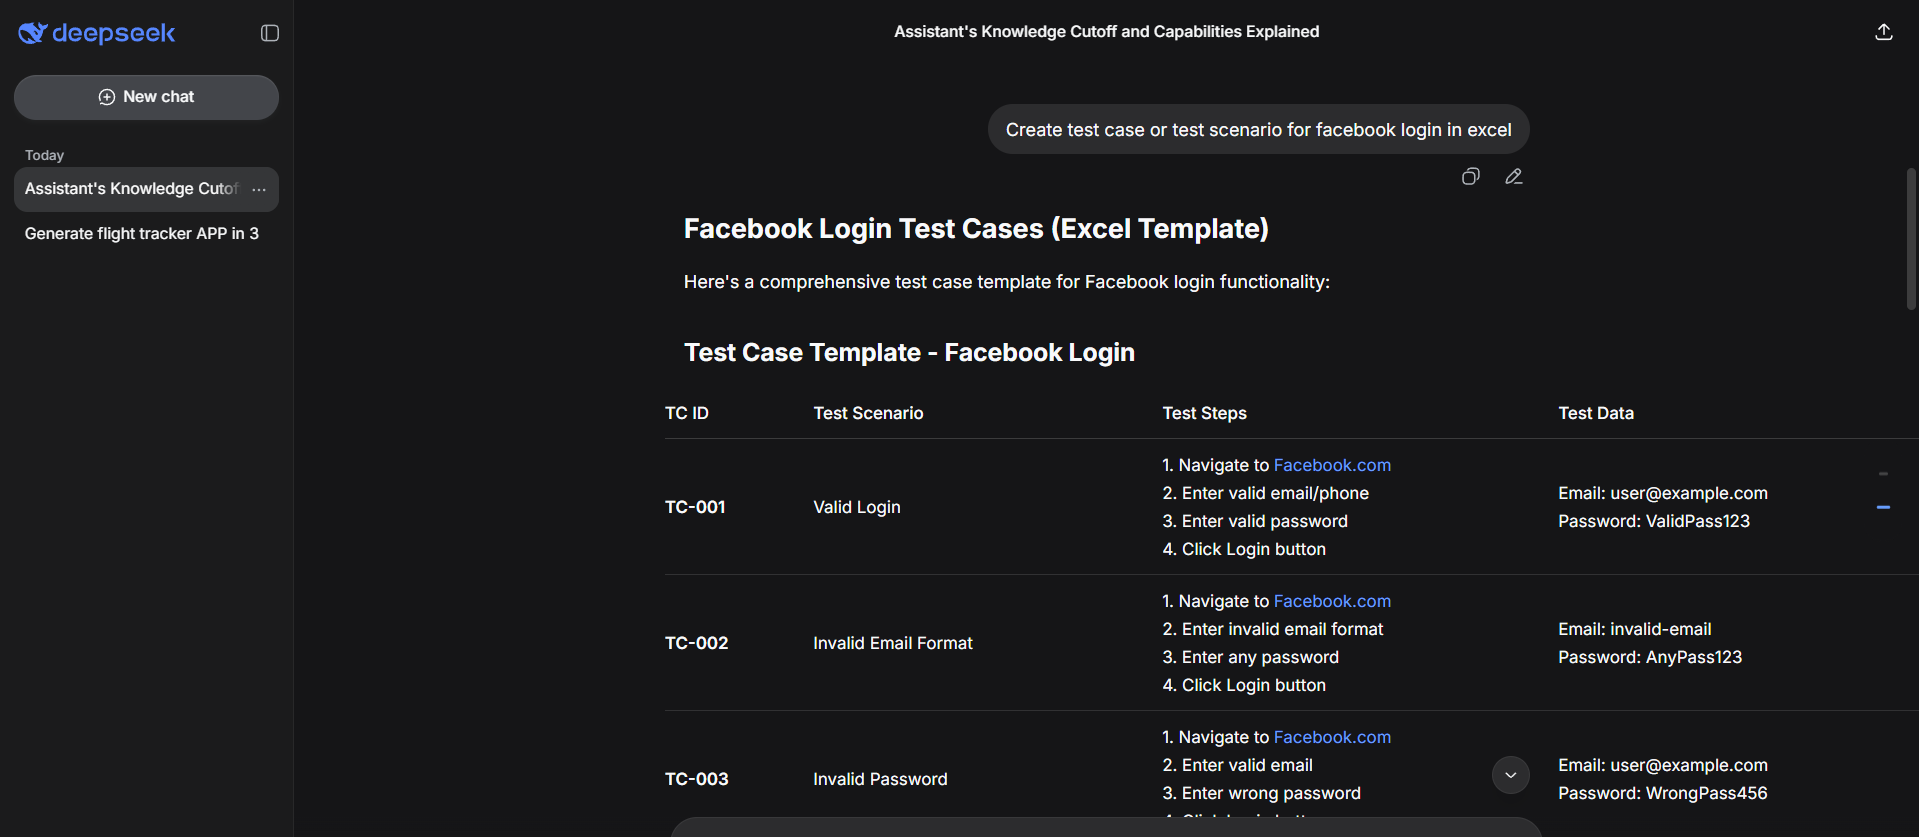 deepseek
New chat
Today
Assistant's Knowledge Cutof
Generate flight tracker APP in 3
Assistant's Knowledge Cutoff and Capabilities Explained
Create test case or test scenario for facebook login in excel
Facebook Login Test Cases (Excel Template)
Here's a comprehensive test case template for Facebook login functionality:
Test Case Template - Facebook Login
TC ID Test Scenario Test Steps Test Data
TC-001
Valid Login
1. Navigate to Facebook.com
2. Enter valid email/phone
3. Enter valid password
4. Click Login button
Email: user@example.com
Password: ValidPass123
TC-002
Invalid Email Format
1. Navigate to Facebook.com
2. Enter invalid email format
3. Enter any password
4. Click Login button
Email: invalid-email
Password: AnyPass123
TC-003
Invalid Password
1. Navigate to Facebook.com
2. Enter valid email
3. Enter wrong password
Email: user@example.com
Password: WrongPass456